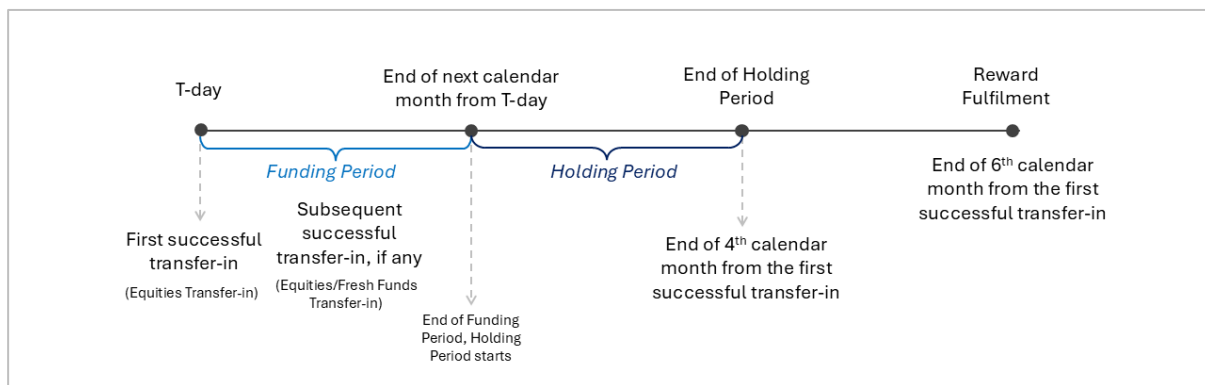 T-day
End of next calendar
month from T-day
End of Holding
Period
Reward
Fulfilment
Funding Period
Holding Period
First successful
transfer-in
(Equities Transfer-in)
Subsequent
successful
transfer-in, if any
(Equities/Fresh Funds
Transfer-in)
End of Funding
Period, Holding
Period starts
End of 4th calendar
month from the first
successful transfer-in
End of 6th calendar
month from the first
successful transfer-in